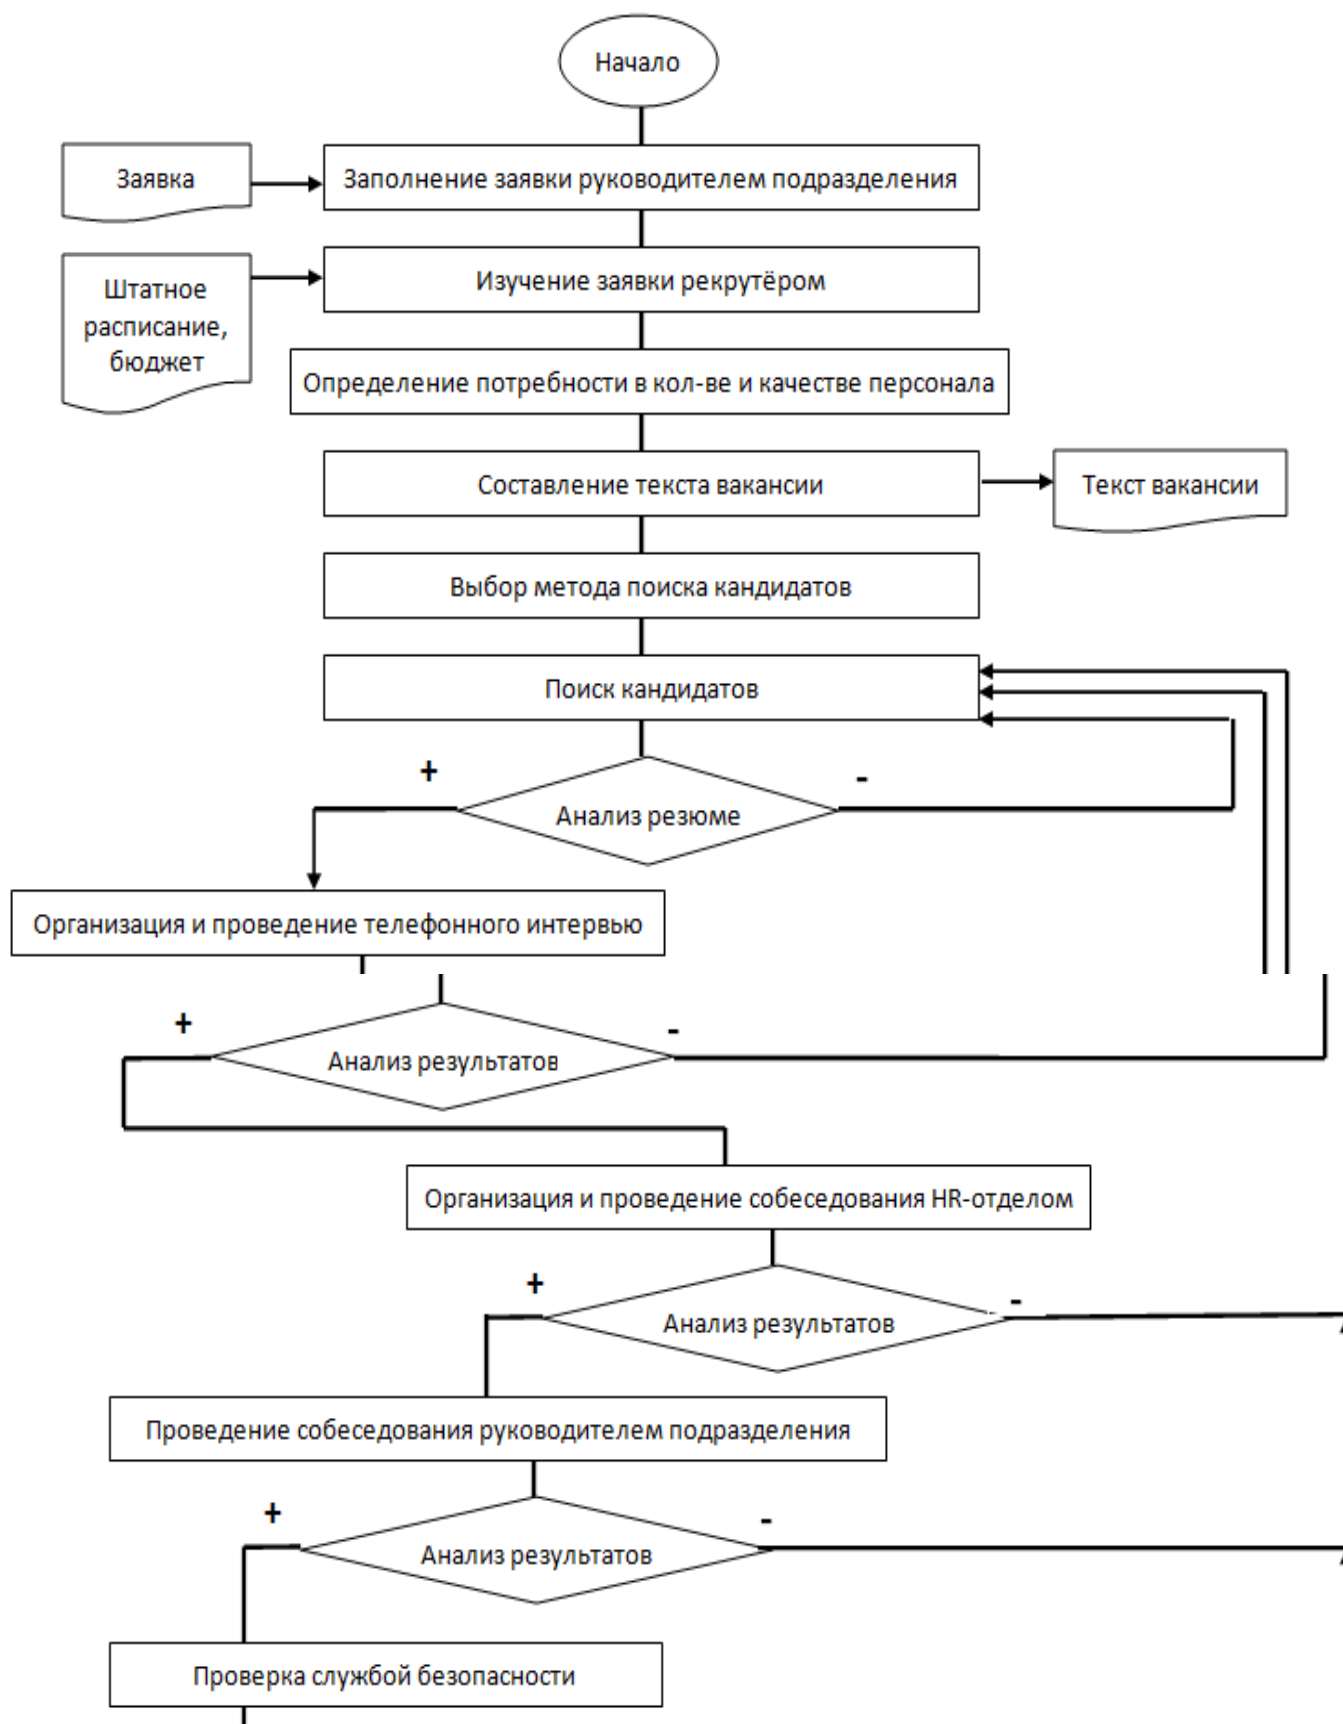 Начало
Заявка
Заполнение заявки руководителем подразделения
Штатное
расписание,
бюджет
Изучение заявки рекрутёром
Определение потребности в кол-ве и качестве персонала
Составление текста вакансии
Текст вакансии
Выбор метода поиска кандидатов
Поиск кандидатов
+
-
Анализ резюме
Организация и проведение телефонного интервью
+
-
Анализ результатов
Организация и проведение собеседования HR-отделом
+
-
Анализ результатов
Проведение собеседования руководителем подразделения
+
-
Анализ результатов
Проверка службой безопасности